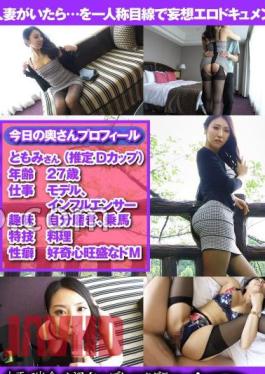 人妻がいたら…を一人称目線で妄想エロドキュメン
今日の奥さんプロフィール
ともみさん（推定Dカップ）
年齢 27歳
仕事 モデル、
インフルエンサー
趣味 自分磨き、乗馬
特技 料理
性癖 好奇心旺盛なドM